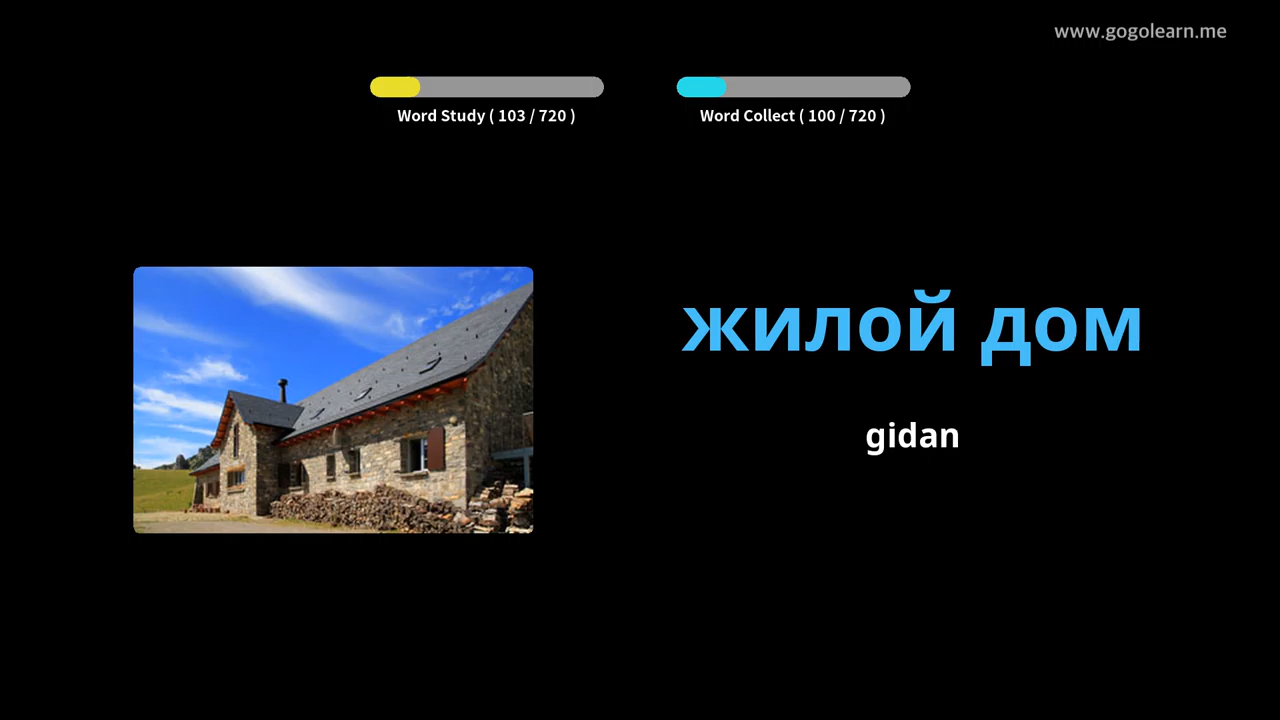 www.gogolearn.me
Word Study ( 103 / 720 )
Word Collect ( 100 / 720 )
жилой дом
gidan